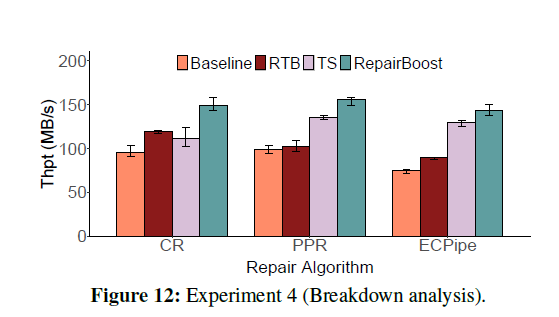 Baseline RTB TS RepairBoost
200
150
100
50
0
Thpt (MB/s)
CR PPR ECPipe
Repair Algorithm
Figure 12: Experiment 4 (Breakdown analysis).